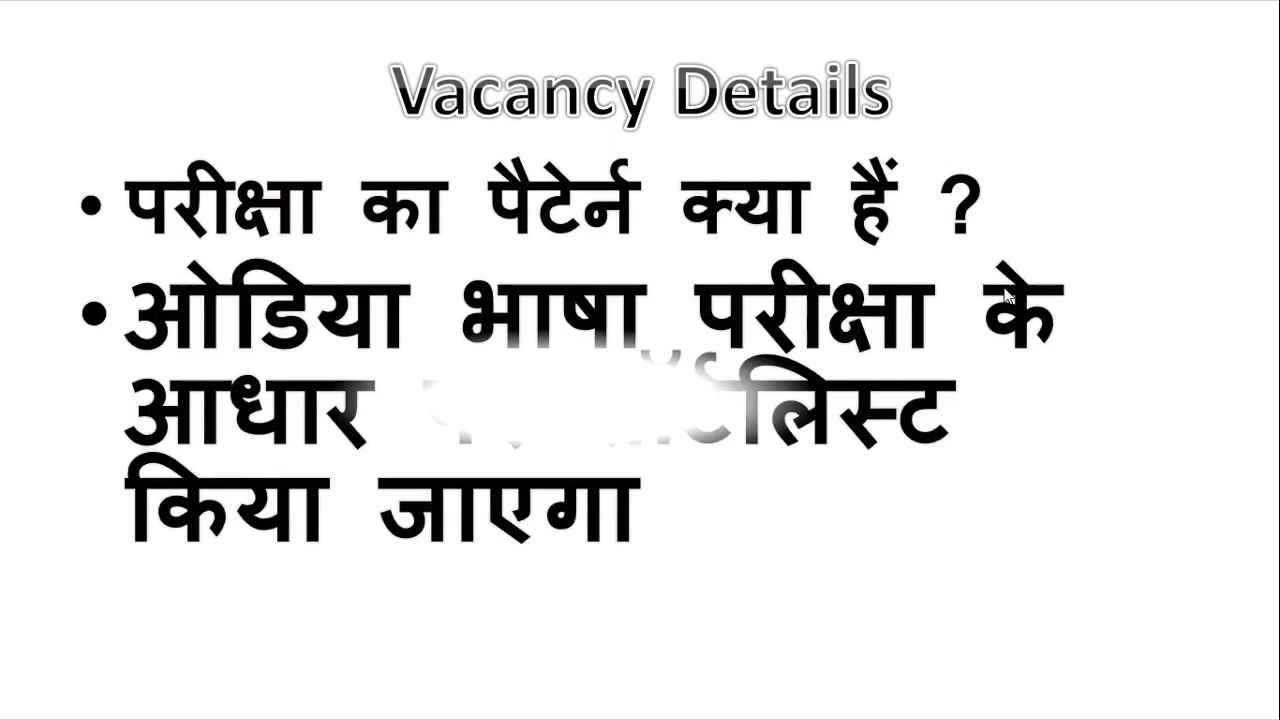 Vacancy Details
• परीक्षा का पैटेर्न क्या हैं ?
• ओडिया भाषा परीक्षा के
आधार
किया जाएगा